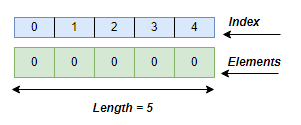 0 1 2 3 4 Index
0 0 0 0 0 Elements
Length = 5